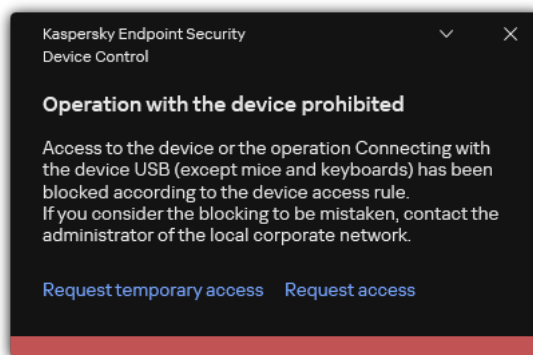 Kaspersky Endpoint Security
Device Control
Operation with the device prohibited
Access to the device or the operation Connecting with
the device USB (except mice and keyboards) has been
blocked according to the device access rule.
If you consider the blocking to be mistaken, contact the
administrator of the local corporate network.
Request temporary access Request access